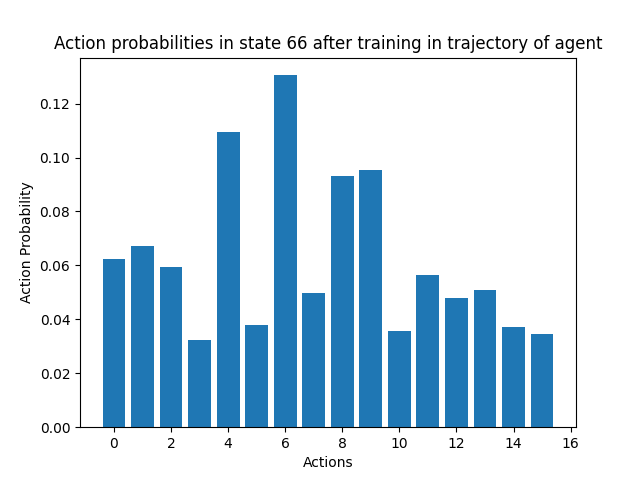 Action probabilities in state 66 after training in trajectory of agent
0.12
0.10
0.08
0.06
0.04
0.02
0.00
Action Probability
0 2 4 6 8 10 12 14 16
Actions